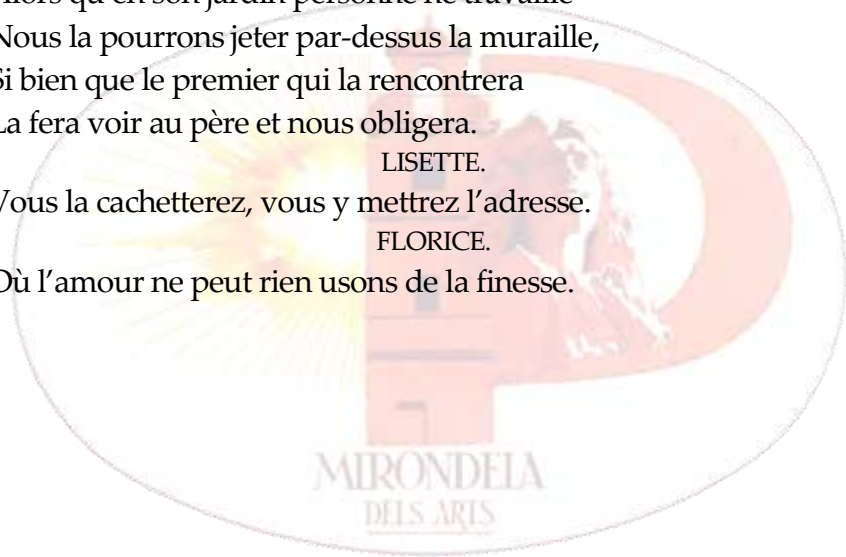 Alors qu'en son jardin personne ne travaille
Nous la pourrons jeter par-dessus la muraille,
Si bien que le premier qui la rencontrera
La fera voir au père et nous obligera.
LISETTE.
Vous la cachetterez, vous y mettrez l’adresse.
FLORICE.
Où l’amour ne peut rien usons de la finesse.
MIRONDELA
DELS ARTS